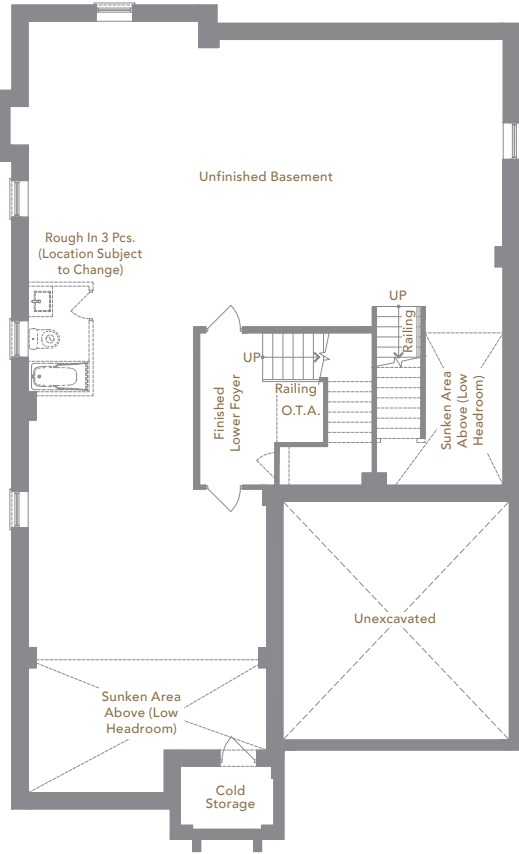 Unfinished Basement
Rough In 3 Pcs.
(Location Subject
to Change)
UP
Railing
UP
Railing
O.T.A.
Finished
Lower Foyer
Sunken Area
Above (Low
Headroom)
Unexcavated
Sunken Area
Above (Low
Headroom)
Cold
Storage